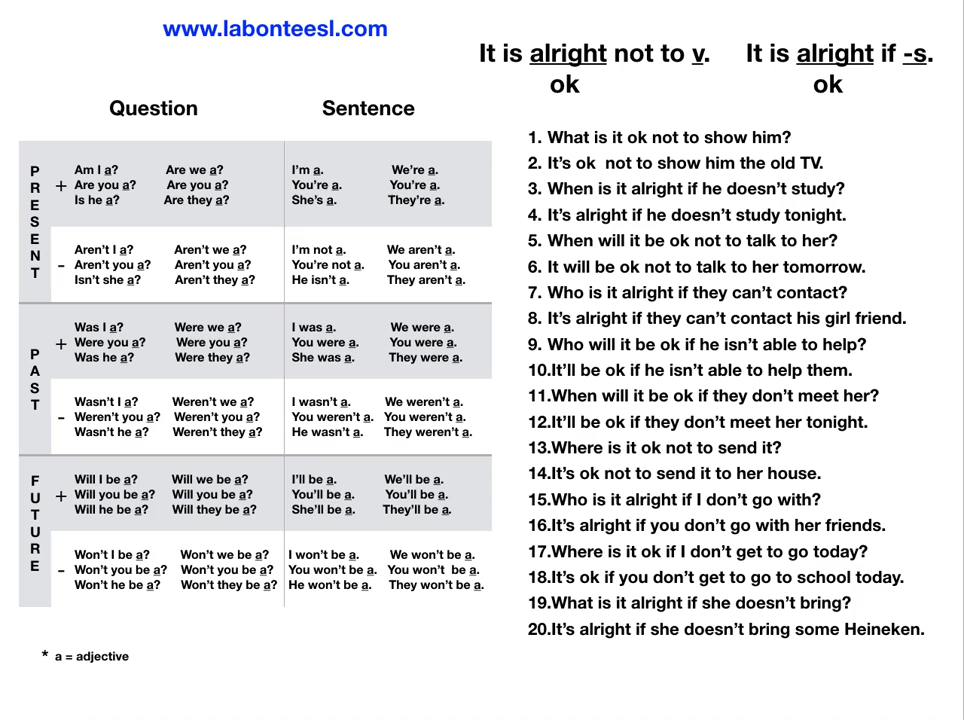 www.labonteesl.com
It is alright not to v. It is alright if -s.
ok ok
Question Sentence
PRESENT
+ Am I a? Are we a? I'm a. We're a.
Are you a? Are you a? You're a. You're a.
Is he a? Are they a? She's a. They're a.
- Aren't I a? Aren't we a? I'm not a. We aren't a.
Aren't you a? Aren't you a? You're not a. You aren't a.
Isn't she a? Aren't they a? He isn't a. They aren't a.
PAST
+ Was I a? Were we a? I was a. We were a.
Were you a? Were you a? You were a. You were a.
Was he a? Were they a? She was a. They were a.
- Wasn't I a? Weren't we a? I wasn't a. We weren't a.
Weren't you a? Weren't you a? You weren't a. You weren't a.
Wasn't he a? Weren't they a? He wasn't a. They weren't a.
FUTURE
+ Will I be a? Will we be a? I'll be a. We'll be a.
Will you be a? Will you be a? You'll be a. You'll be a.
Will he be a? Will they be a? She'll be a. They'll be a.
- Won't I be a? Won't we be a? I won't be a. We won't be a.
Won't you be a? Won't you be a? You won't be a. You won't be a.
Won't he be a? Won't they be a? He won't be a. They won't be a.
* a = adjective
1. What is it ok not to show him?
2. It's ok not to show him the old TV.
3. When is it alright if he doesn't study?
4. It's alright if he doesn't study tonight.
5. When will it be ok not to talk to her?
6. It will be ok not to talk to her tomorrow.
7. Who is it alright if they can't contact?
8. It's alright if they can't contact his girl friend.
9. Who will it be ok if he isn't able to help?
10.It'll be ok if he isn't able to help them.
11.When will it be ok if they don't meet her?
12.It'll be ok if they don't meet her tonight.
13.Where is it ok not to send it?
14.It's ok not to send it to her house.
15.Who is it alright if I don't go with?
16.It's alright if you don't go with her friends.
17.Where is it ok if I don't get to go today?
18.It's ok if you don't get to go to school today.
19.What is it alright if she doesn't bring?
20.It's alright if she doesn't bring some Heineken.